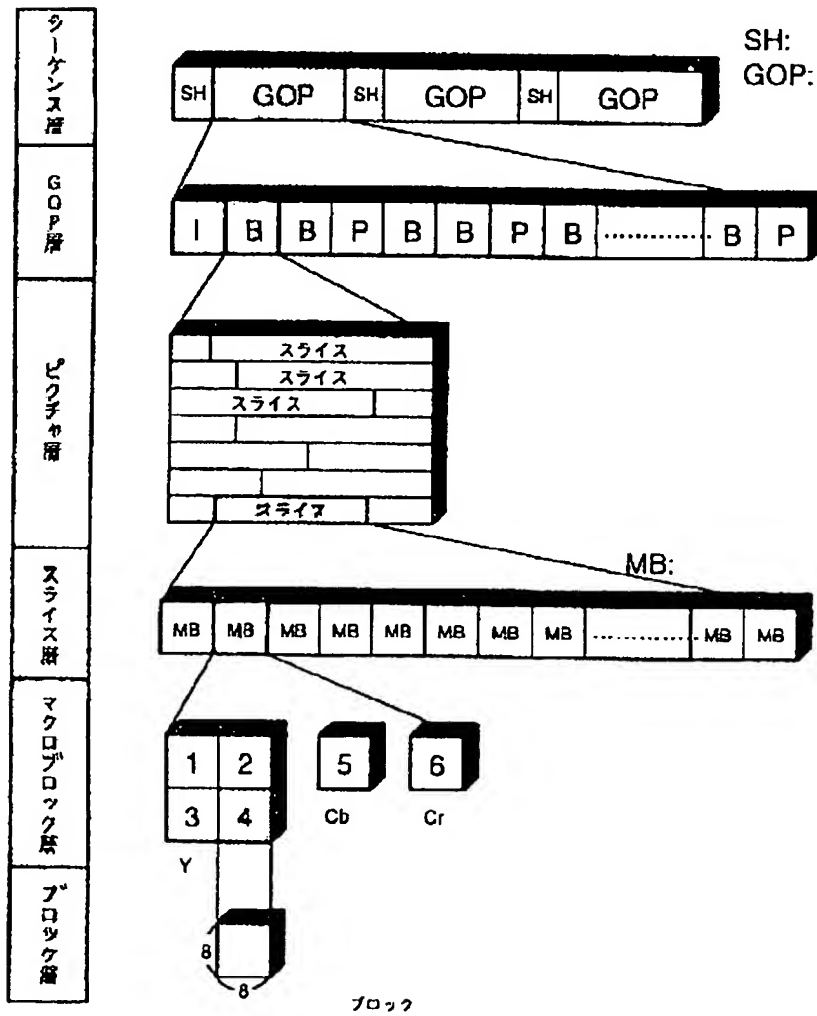 シーケンス層
SH:
GOP:
SH GOP SH GOP SH GOP
GOP層
I B B P B B P B ............ B P
ピクチャ層
スライス
スライス
スライス
スライス
スライス層
MB:
MB MB MB MB MB MB MB MB ............ MB MB
マクロブロック層
1 2
3 4
Y
5
Cb
6
Cr
ブロック層
8
8
ブロック